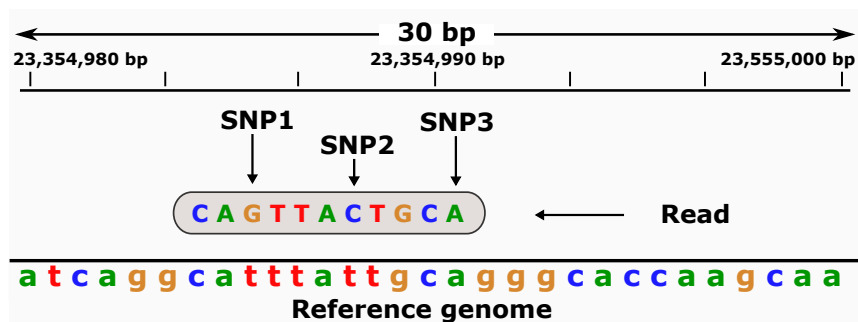 30 bp
23,354,980 bp 23,354,990 bp 23,555,000 bp
SNP1 SNP2 SNP3
CAGTTACTGCA Read
atcaggcatttattgcagggcaccaagcaa
Reference genome